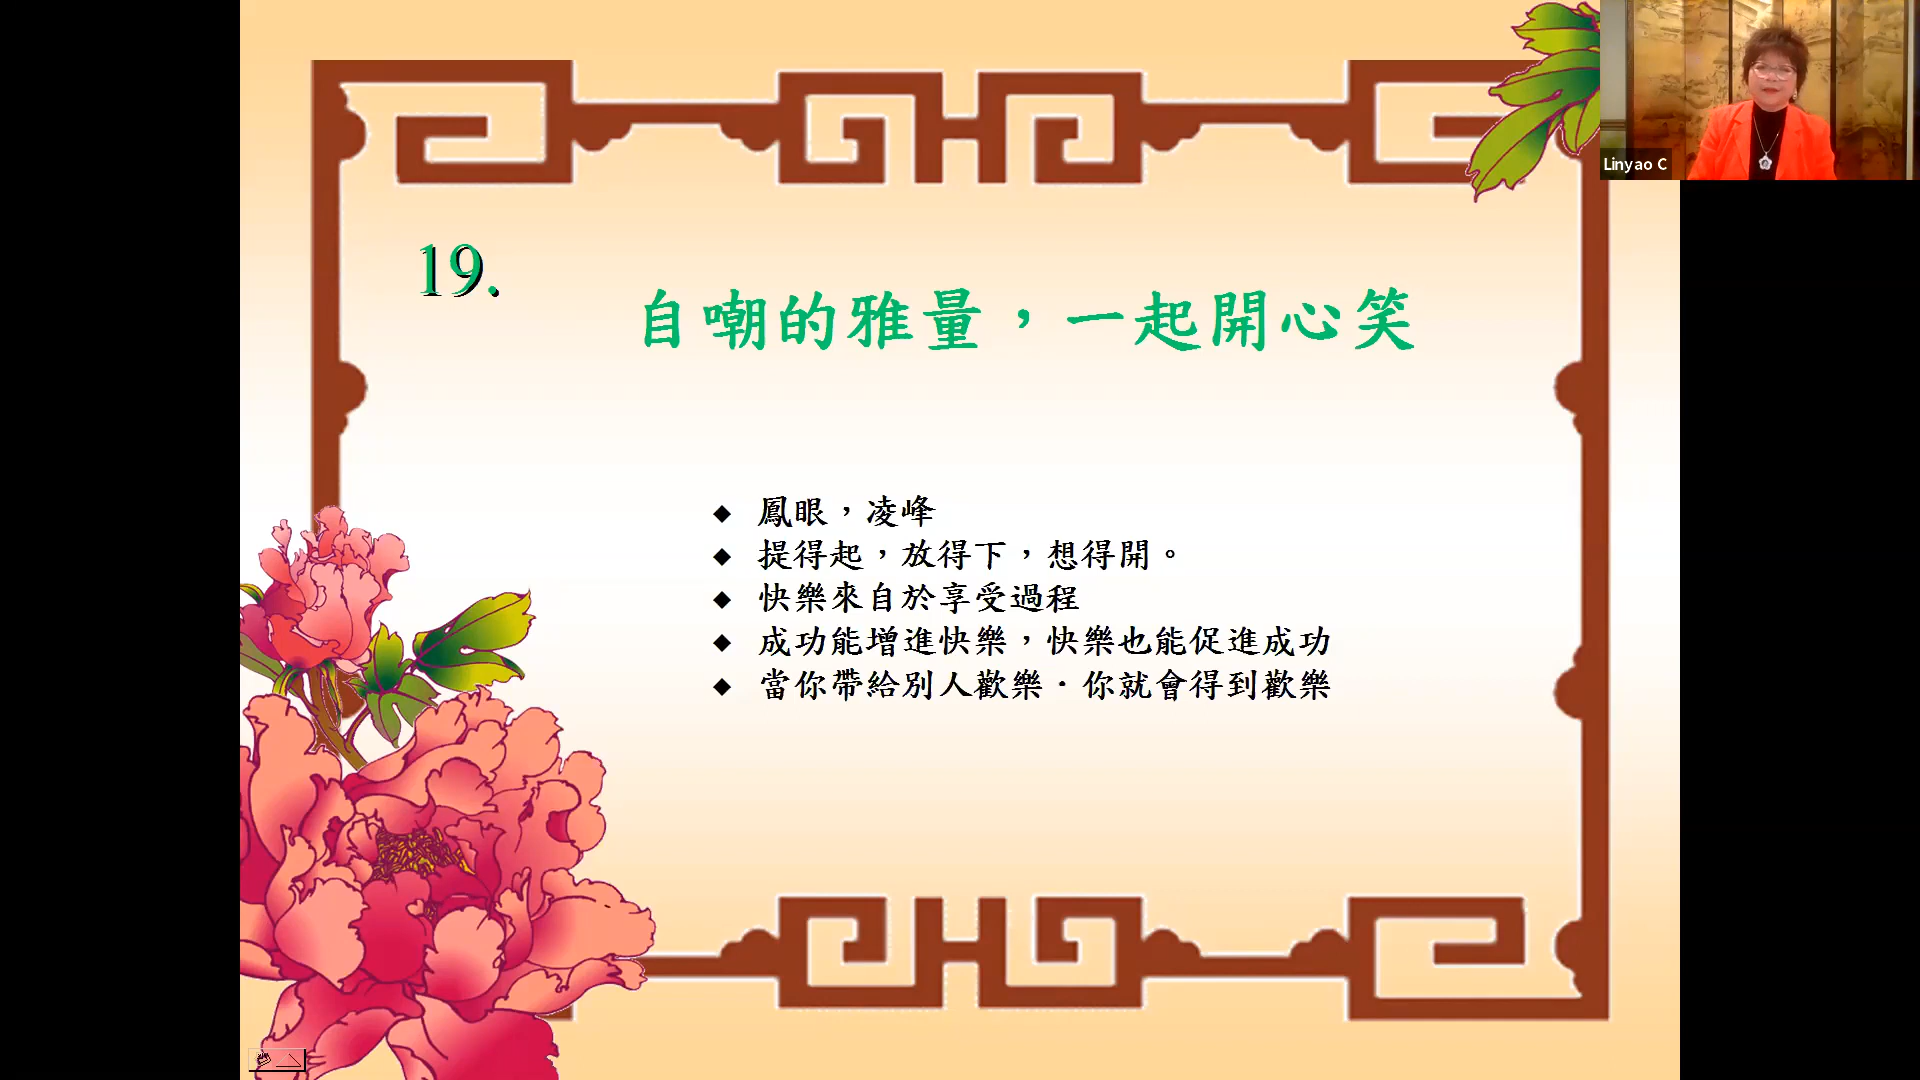 19.
自嘲的雅量，一起開心笑
◆ 鳳眼，凌峰
◆ 提得起，放得下，想得開。
◆ 快樂來自於享受過程
◆ 成功能增進快樂，快樂也能促進成功
◆ 當你帶給別人歡樂．你就會得到歡樂
Linyao C